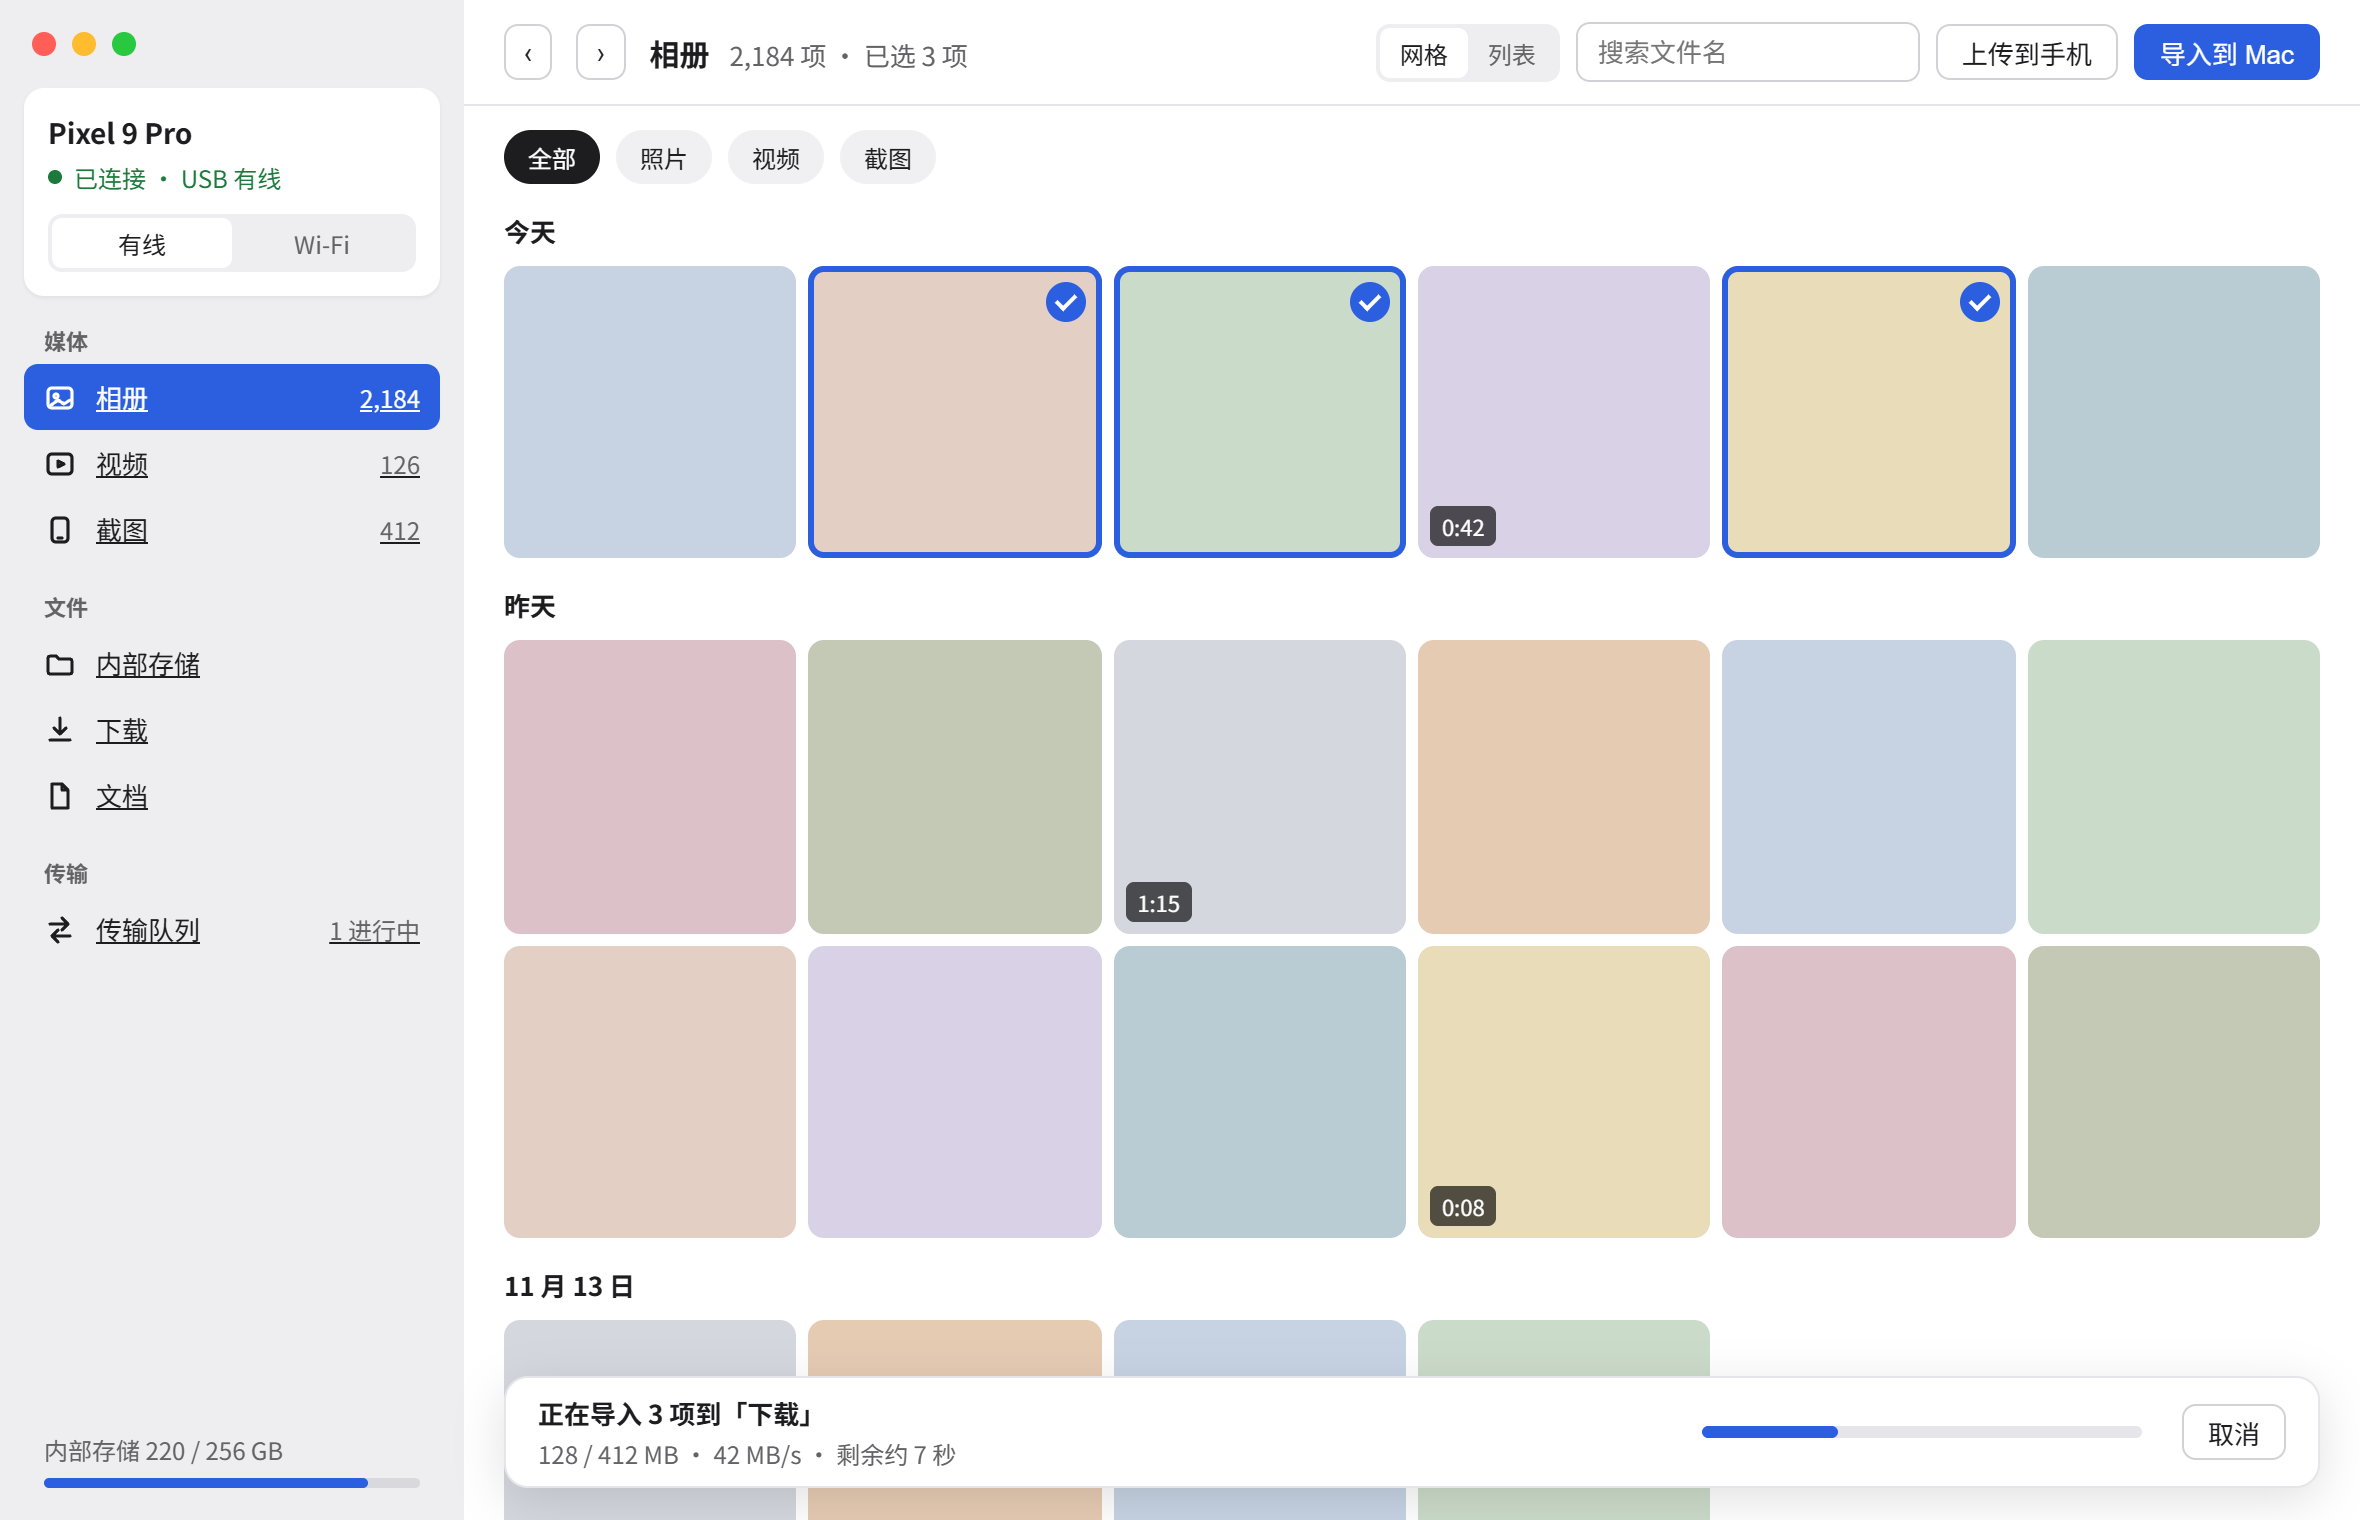 Pixel 9 Pro
已连接 · USB 有线
有线
Wi-Fi
媒体
相册 2,184
视频 126
截图 412
文件
内部存储
下载
文档
传输
传输队列 1 进行中
内部存储 220 / 256 GB
‹ › 相册 2,184 项 · 已选 3 项
网格 列表
搜索文件名
上传到手机
导入到 Mac
全部 照片 视频 截图
今天
0:42
昨天
1:15
0:08
11 月 13 日
正在导入 3 项到「下载」
128 / 412 MB · 42 MB/s · 剩余约 7 秒
取消